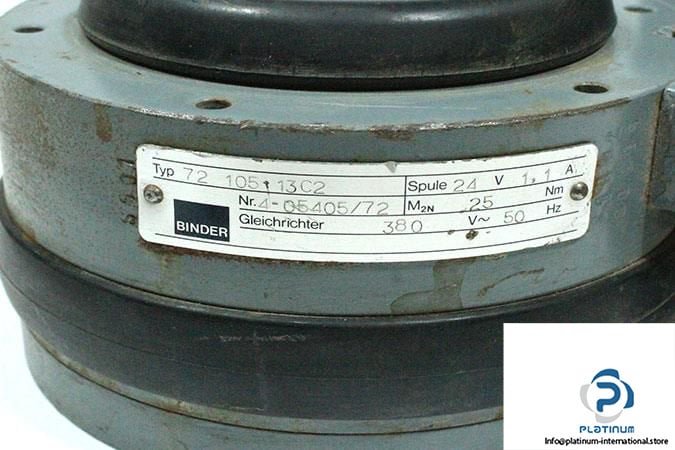 Typ 72 105 13C2 Spule 24 V 1,1 A
Nr. 4-05405/72 M2N 25 Nm
Gleichrichter 380 V~ 50 Hz
BINDER
PLATINUM
Info@platinum-international.store